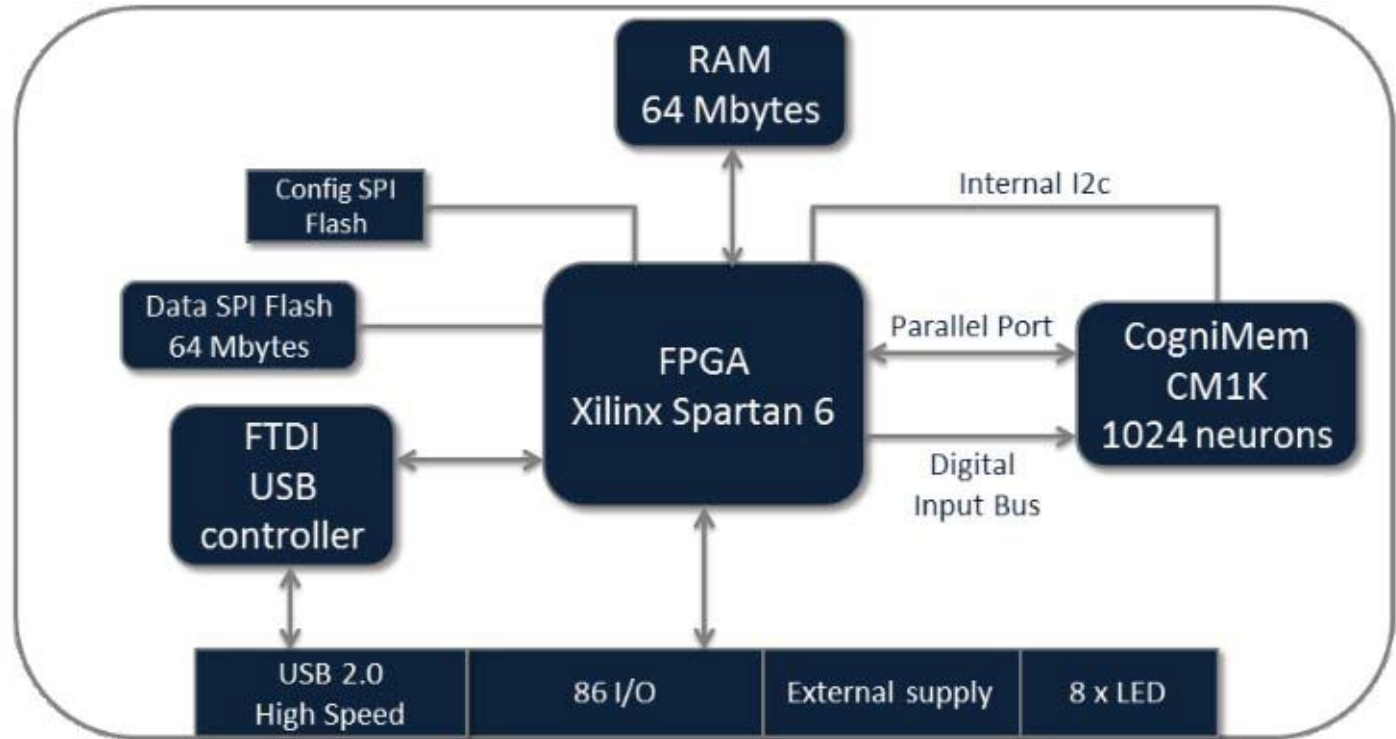 RAM
64 Mbytes
Config SPI
Flash
Internal I2c
Data SPI Flash
64 Mbytes
FPGA
Xilinx Spartan 6
Parallel Port
CogniMem
CM1K
1024 neurons
Digital
Input Bus
FTDI
USB
controller
USB 2.0
High Speed
86 I/O
External supply
8 x LED